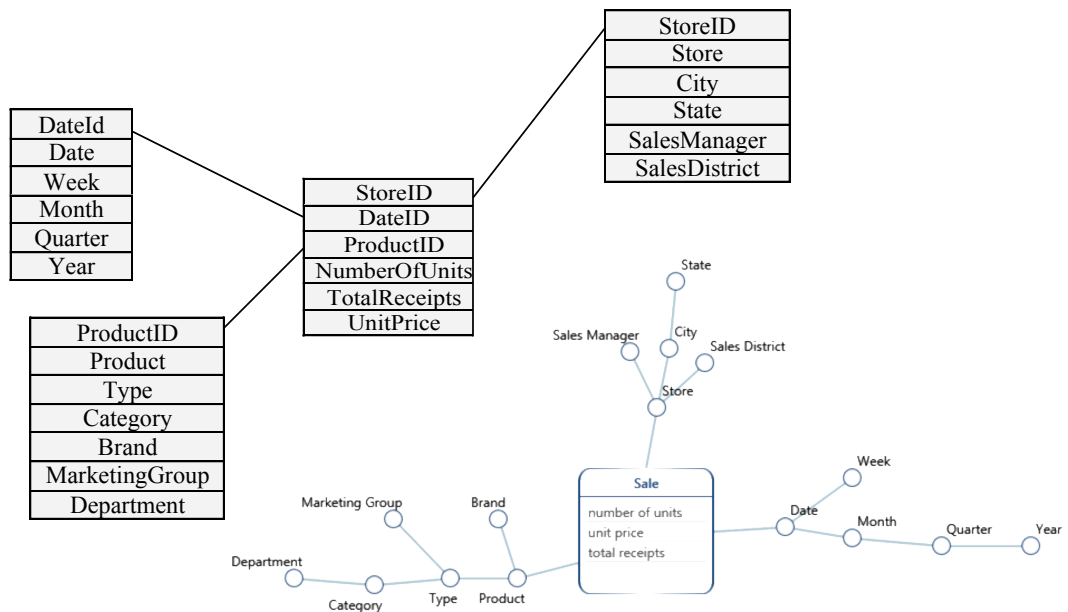 StoreID
Store
City
State
SalesManager
SalesDistrict
DateId
Date
Week
Month
Quarter
Year
StoreID
DateID
ProductID
NumberOfUnits
TotalReceipts
UnitPrice
ProductID
Product
Type
Category
Brand
MarketingGroup
Department
State
Sales Manager
City
Sales District
Store
Sale
number of units
unit price
total receipts
Week
Date
Month
Quarter
Year
Marketing Group
Brand
Department
Category
Type
Product